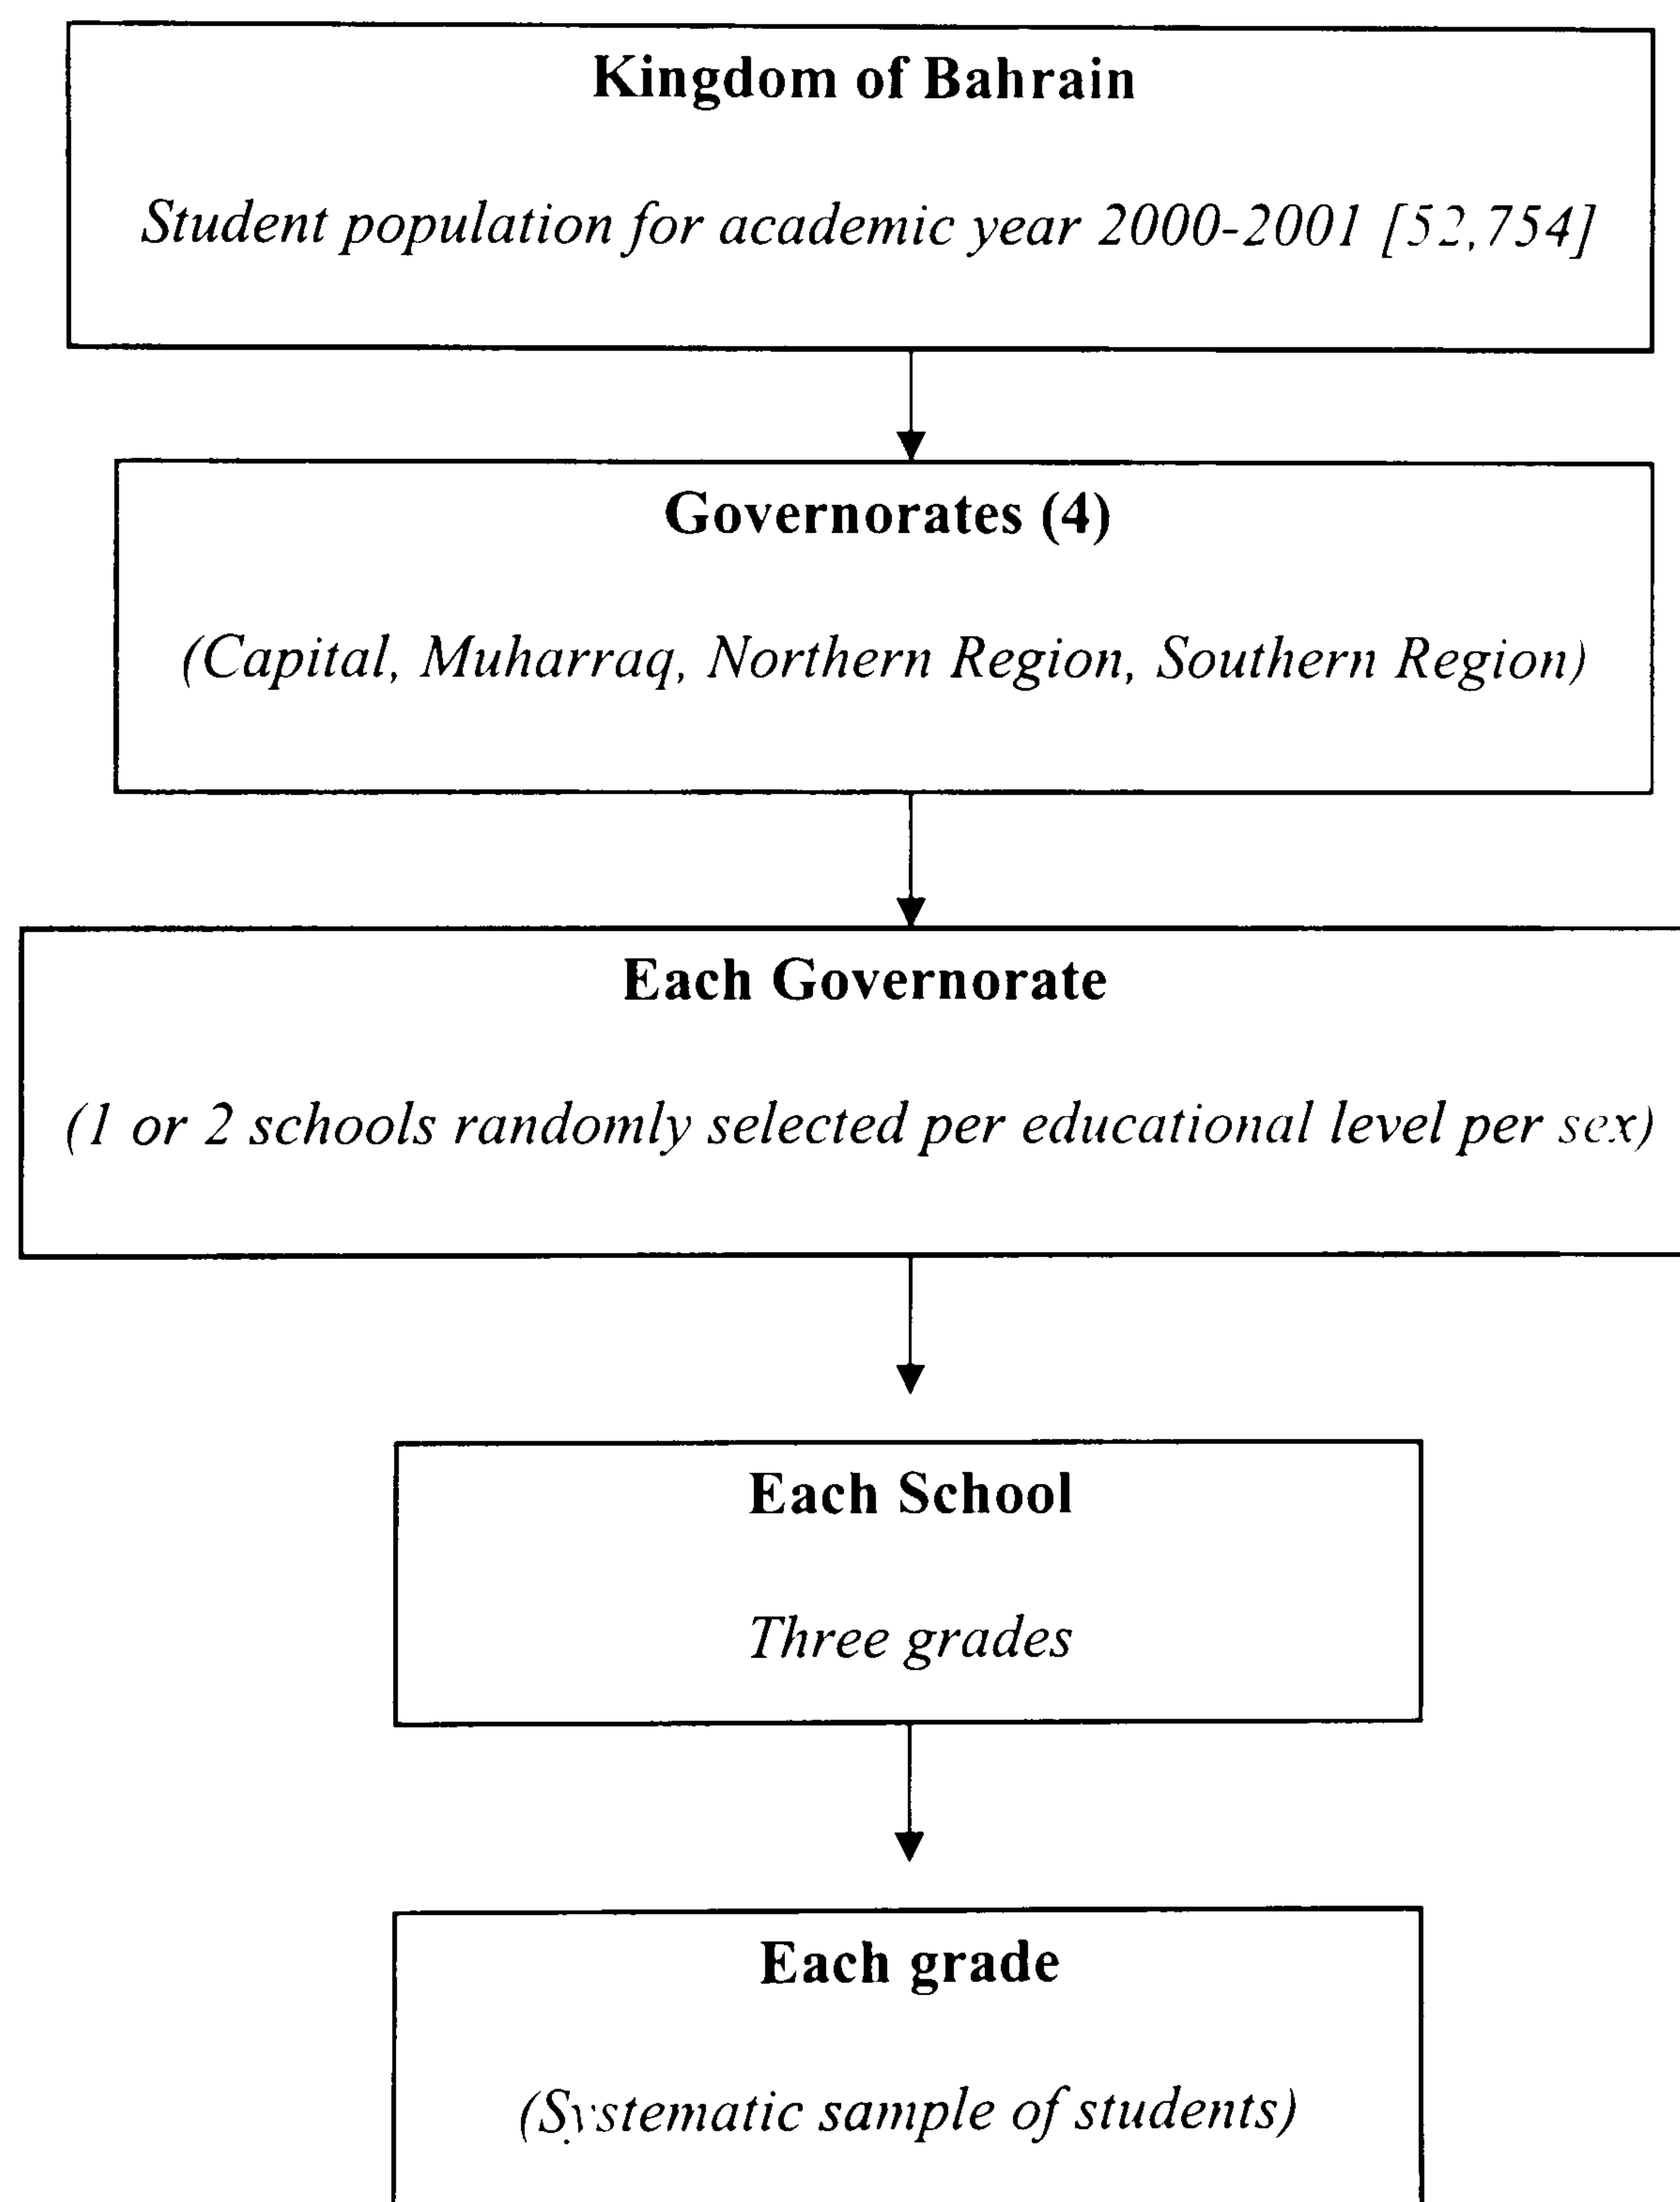 Kingdom of Bahrain
Student population for academic year 2000-2001 [52,754]
Governorates (4)
(Capital, Muharraq, Northern Region, Southern Region)
Each Governorate
(1 or 2 schools randomly selected per educational level per sex)
Each School
Three grades
Each grade
(Systematic sample of students)